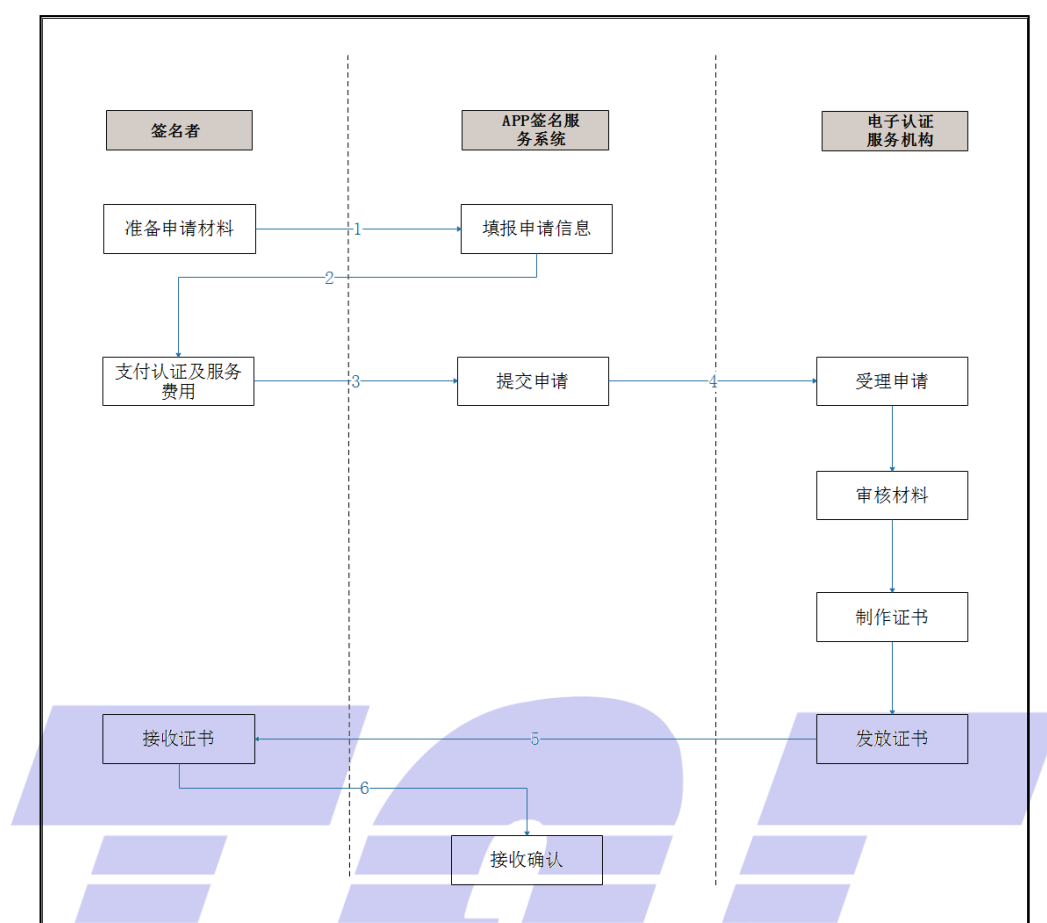 签名者
APP签名服
务系统
电子认证
服务机构
准备申请材料
1
填报申请信息
2
支付认证及服务
费用
3
提交申请
4
受理申请
审核材料
制作证书
接收证书
5
发放证书
6
接收确认